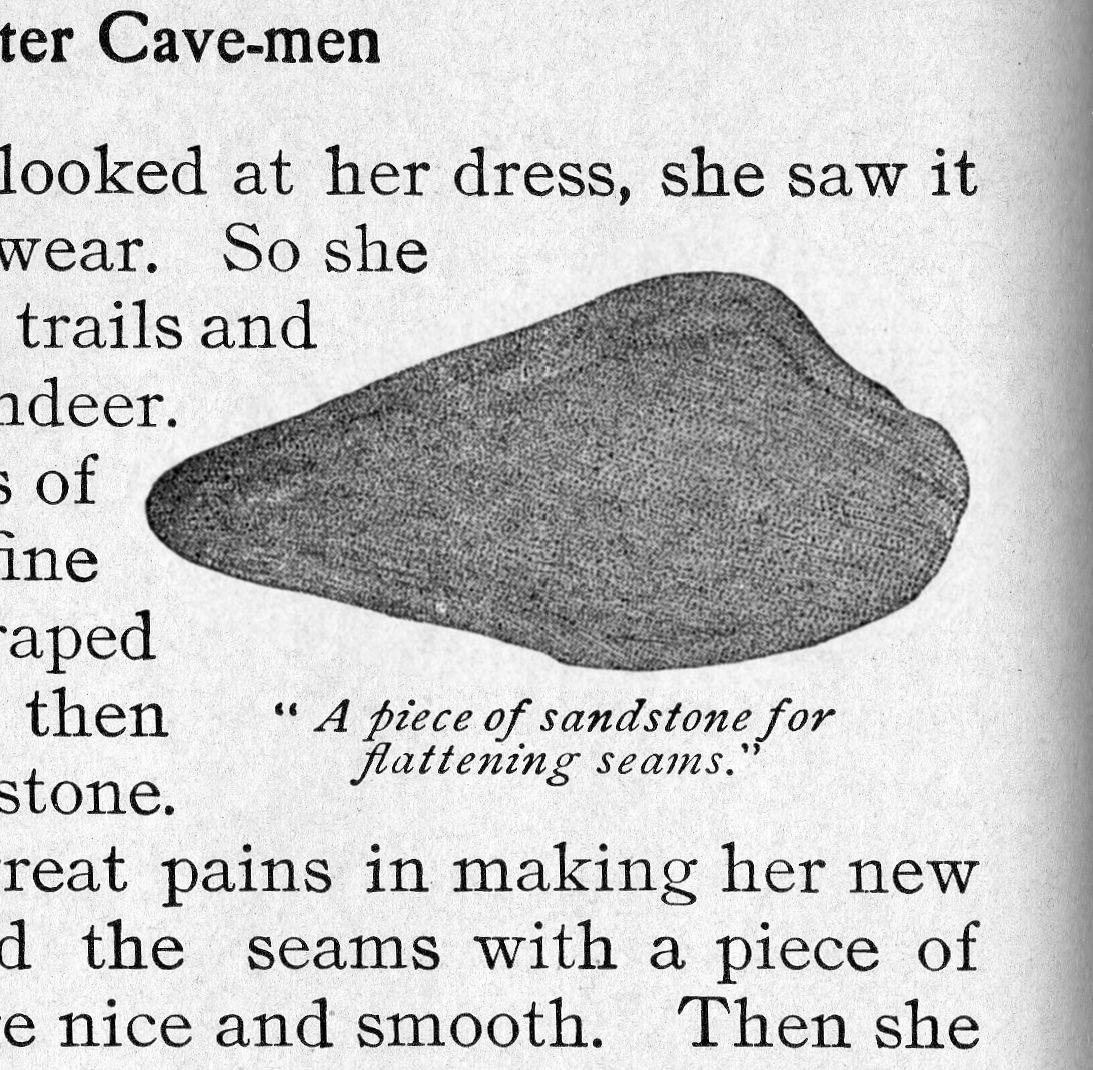 ter Cave-men
looked at her dress, she saw it
wear. So she
trails and
ndeer.
s of
fine
raped
then
stone.
“ A piece of sandstone for
flattening seams.”
reat pains in making her new
d the seams with a piece of
e nice and smooth. Then she